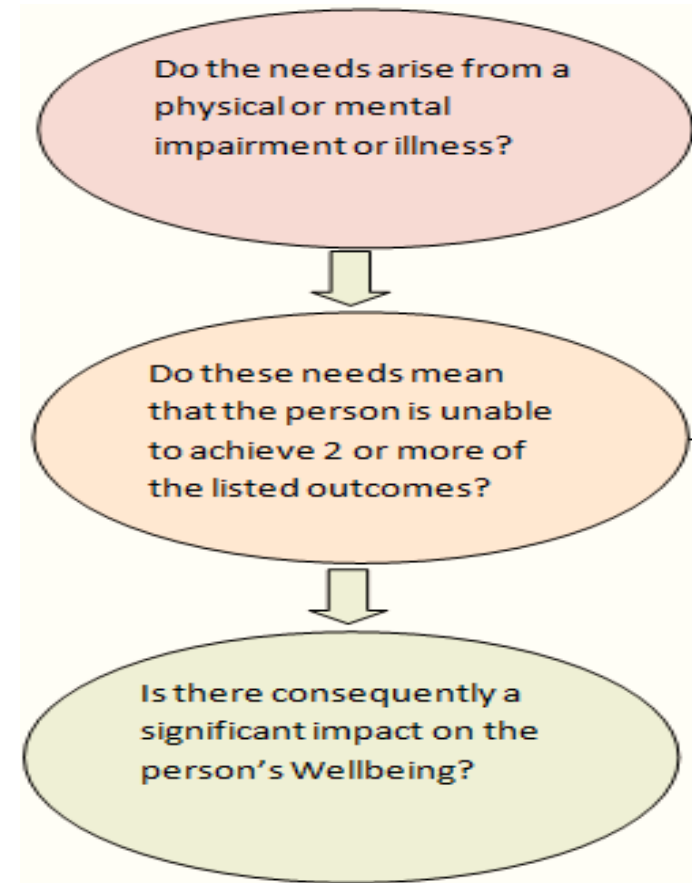 Do the needs arise from a
physical or mental
impairment or illness?
Do these needs mean
that the person is unable
to achieve 2 or more of
the listed outcomes?
Is there consequently a
significant impact on the
person's Wellbeing?